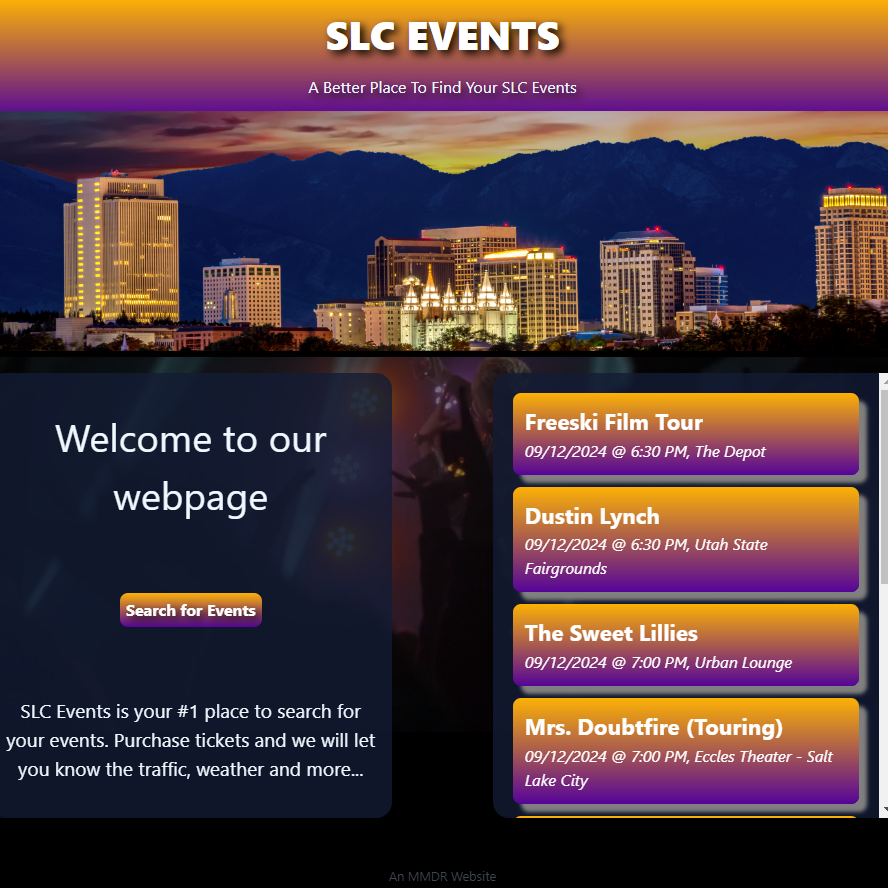 SLC EVENTS
A Better Place To Find Your SLC Events
Welcome to our
webpage
Search for Events
SLC Events is your #1 place to search for
your events. Purchase tickets and we will let
you know the traffic, weather and more...
Freeski Film Tour
09/12/2024 @ 6:30 PM, The Depot
Dustin Lynch
09/12/2024 @ 6:30 PM, Utah State
Fairgrounds
The Sweet Lillies
09/12/2024 @ 7:00 PM, Urban Lounge
Mrs. Doubtfire (Touring)
09/12/2024 @ 7:00 PM, Eccles Theater - Salt
Lake City
An MMDR Website